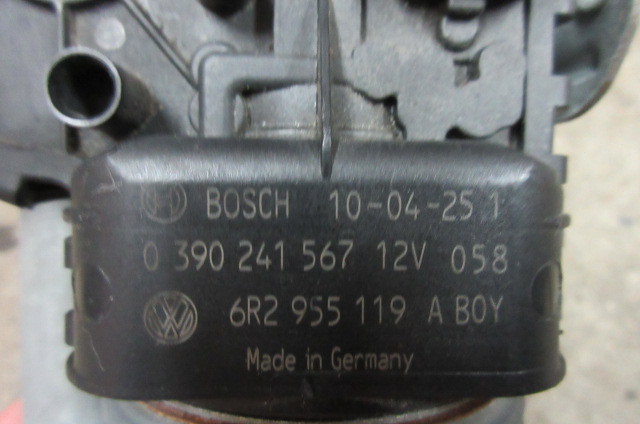 BOSCH 10-04-25 1
0 390 241 567 12V 058
6R2 955 119 A BOY
Made in Germany